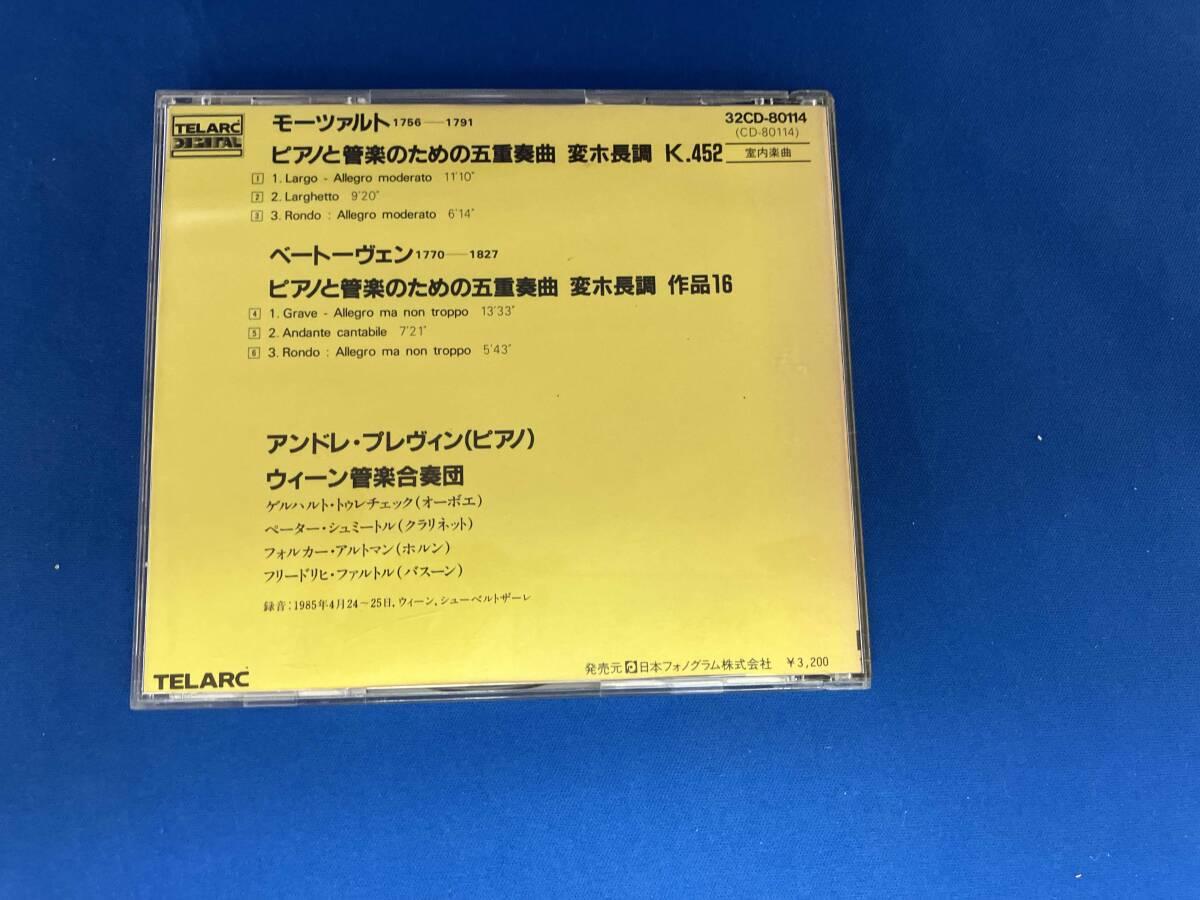 TELARC
DIGITAL
モーツァルト 1756——1791
32CD-80114
(CD-80114)
ピアノと管楽のための五重奏曲 変ホ長調 K.452
室内楽曲
1 1. Largo - Allegro moderato 11'10"
2 2. Larghetto 9'20"
3 3. Rondo : Allegro moderato 6'14"
ベートーヴェン 1770——1827
ピアノと管楽のための五重奏曲 変ホ長調 作品16
4 1. Grave - Allegro ma non troppo 13'33"
5 2. Andante cantabile 7'21"
6 3. Rondo : Allegro ma non troppo 5'43"
アンドレ・プレヴィン(ピアノ)
ウィーン管楽合奏団
ゲルハルト・トゥレチェック(オーボエ)
ペーター・シュミートル(クラリネット)
フォルカー・アルトマン(ホルン)
フリードリヒ・ファルトル(バスーン)
録音:1985年4月24〜25日,ウィーン,シューベルトザーレ
TELARC
発売元 日本フォノグラム株式会社 ¥3,200